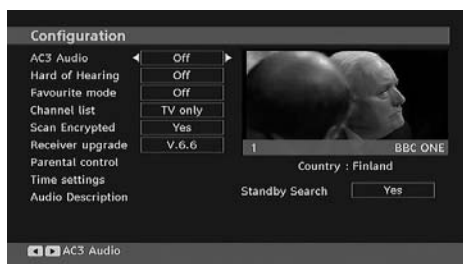 Configuration
AC3 Audio Off
Hard of Hearing Off
Favourite mode Off
Channel list TV only
Scan Encrypted Yes
Receiver upgrade V.6.6
Parental control
Time settings
Audio Description
1 BBC ONE
Country : Finland
Standby Search Yes
AC3 Audio